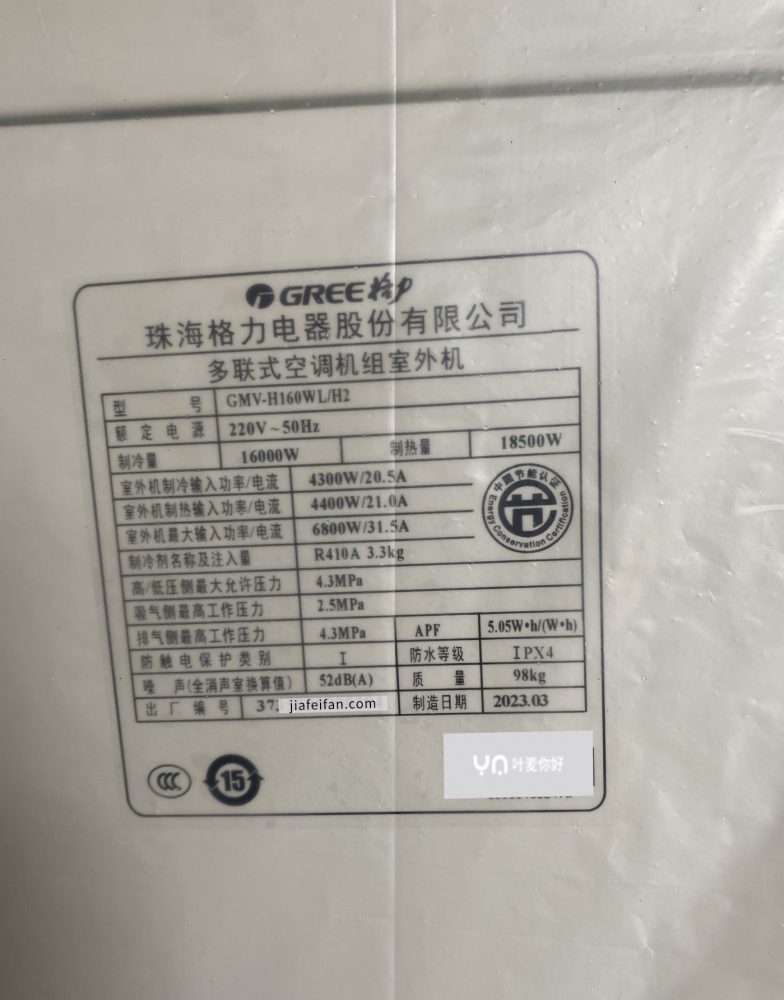 GREE格力
珠海格力电器股份有限公司
多联式空调机组室外机
型号 GMV-H160WL/H2
额定电源 220V~50Hz
制冷量 16000W 制热量 18500W
室外机制冷输入功率/电流 4300W/20.5A
室外机制热输入功率/电流 4400W/21.0A
室外机最大输入功率/电流 6800W/31.5A
制冷剂名称及注入量 R410A 3.3kg
高/低压侧最大允许压力 4.3MPa
吸气侧最高工作压力 2.5MPa
排气侧最高工作压力 4.3MPa APF 5.05W•h/(W•h)
防触电保护类别 I 防水等级 IPX4
噪声(全消声室换算值) 52dB(A) 质量 98kg
出厂编号 37 jiafeifan.com 制造日期 2023.03
中国节能认证
Energy Conservation Certification
CCC
15
叶麦你好